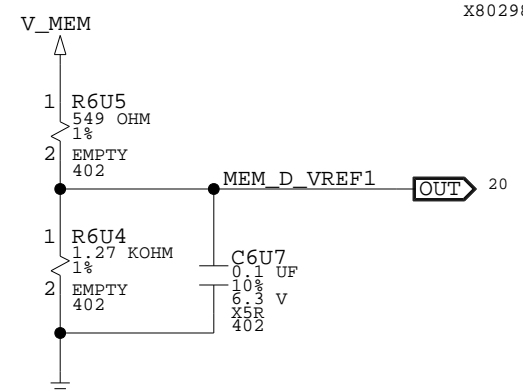 X80298
V_MEM
1 R6U5
549 OHM
1%
2 EMPTY
402
MEM_D_VREF1 OUT 20
1 R6U4
1.27 KOHM
1%
2 EMPTY
402
C6U7
0.1 UF
10%
6.3 V
X5R
402